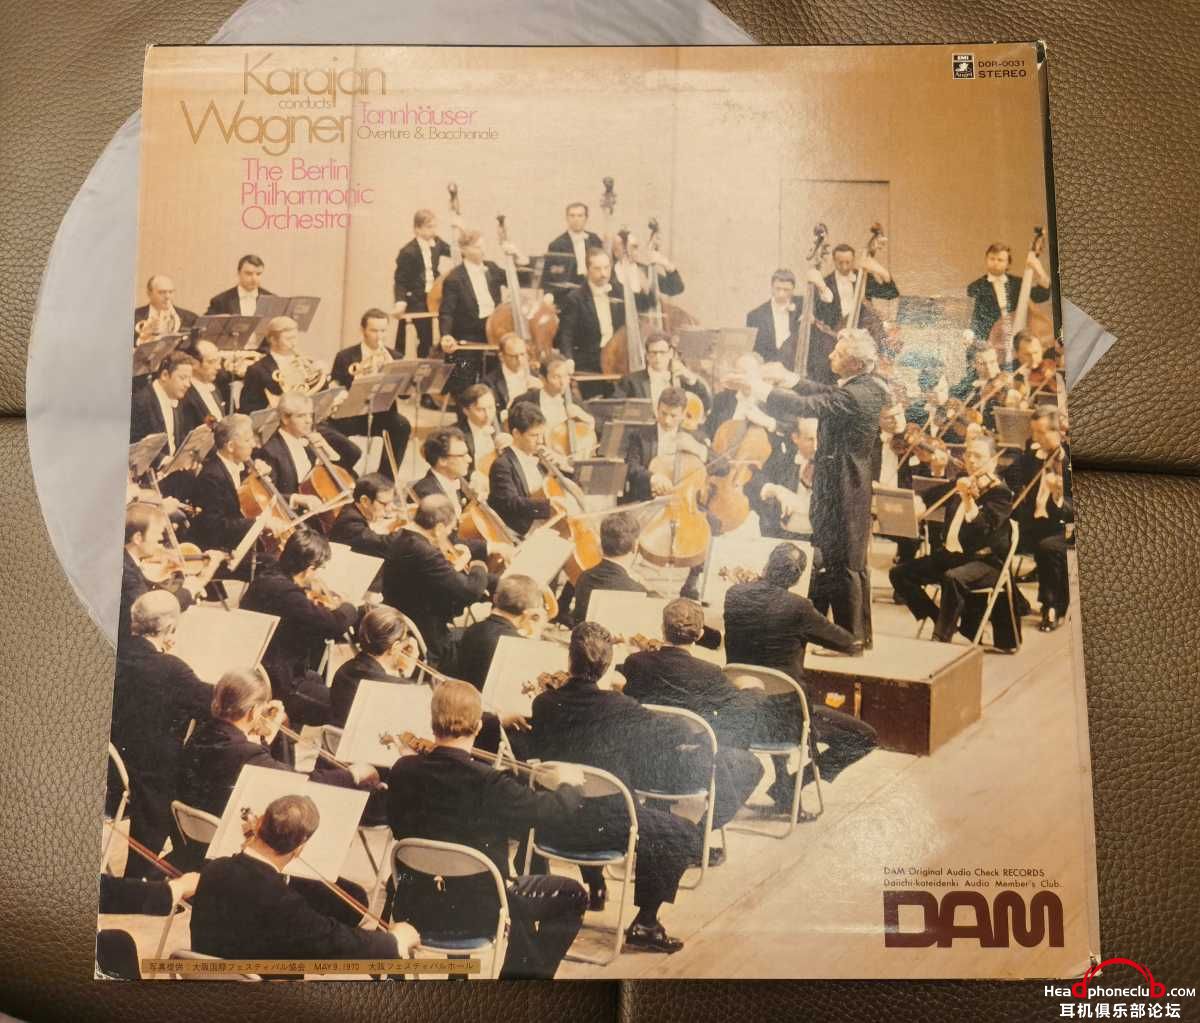 Karajan
conducts
Wagner
Tannhäuser
Overture & Bacchanale
The Berlin
Philharmonic
Orchestra
EMI
Angel
DOR-0031
STEREO
DAM Original Audio Check RECORDS
Daiichi-kateidenki Audio Member's Club.
DAM
写真提供：大阪国際フェスティバル協会 MAY 9, 1970 大阪フェスティバルホール
Headphoneclub.com
耳机俱乐部论坛